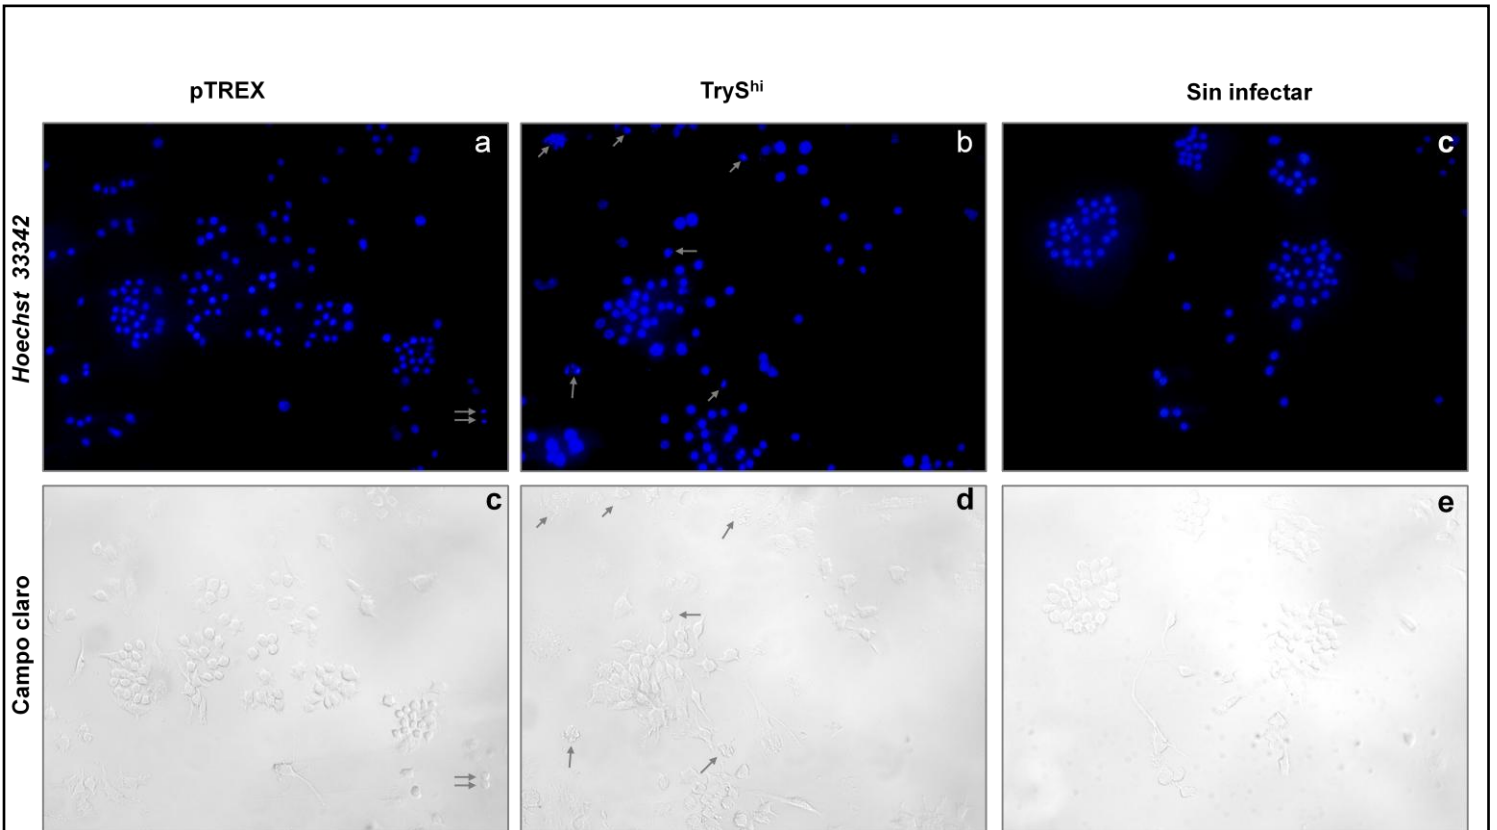 pTREX
TryShi
Sin infectar
Hoechst 33342
a
b
c
Campo claro
c
d
e